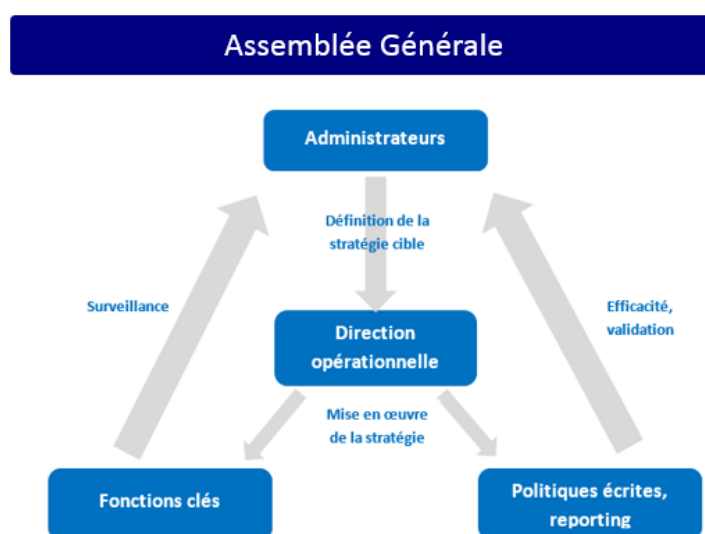 Assemblée Générale
Administrateurs
Définition de la
stratégie cible
Surveillance
Efficacité,
validation
Direction
opérationnelle
Mise en œuvre
de la stratégie
Fonctions clés
Politiques écrites,
reporting